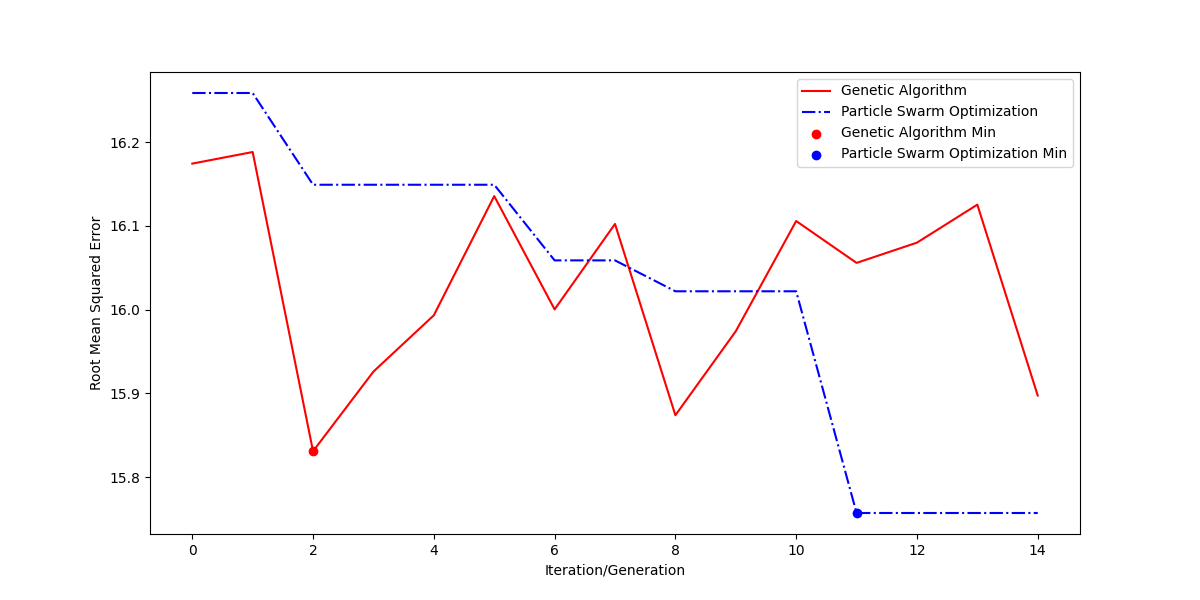 Genetic Algorithm
Particle Swarm Optimization
Genetic Algorithm Min
Particle Swarm Optimization Min
Root Mean Squared Error
16.2
16.1
16.0
15.9
15.8
0 2 4 6 8 10 12 14
Iteration/Generation